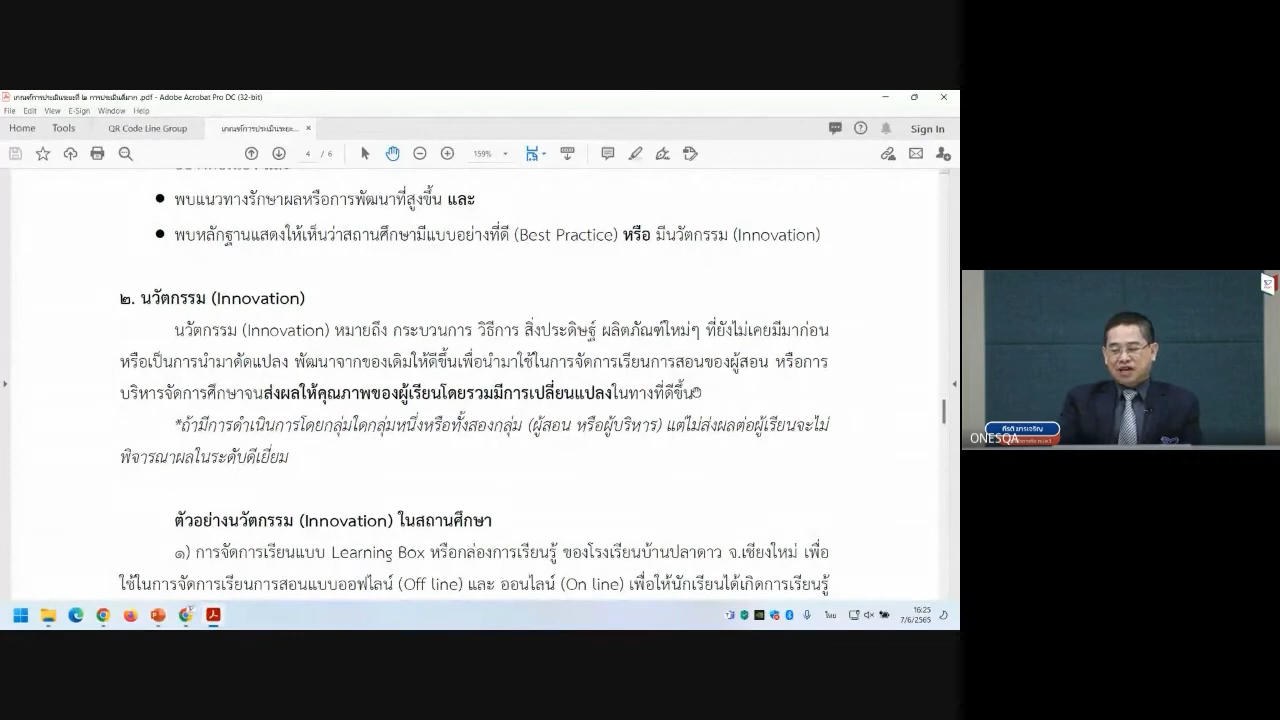 เกณฑ์การประเมินระยะที่ ๒ การประเมินดีมาก .pdf - Adobe Acrobat Pro DC (32-bit)
File Edit View E-Sign Window Help
Home Tools QR Code Line Group เกณฑ์การประเมินระยะ... × Sign In
4 / 6 159%
พบแนวทางรักษาผลหรือการพัฒนาที่สูงขึ้น และ
พบหลักฐานแสดงให้เห็นว่าสถานศึกษามีแบบอย่างที่ดี (Best Practice) หรือ มีนวัตกรรม (Innovation)
๒. นวัตกรรม (Innovation)
นวัตกรรม (Innovation) หมายถึง กระบวนการ วิธีการ สิ่งประดิษฐ์ ผลิตภัณฑ์ใหม่ๆ ที่ยังไม่เคยมีมาก่อน
หรือเป็นการนำมาดัดแปลง พัฒนาจากของเดิมให้ดีขึ้นเพื่อนำมาใช้ในการจัดการเรียนการสอนของผู้สอน หรือการ
บริหารจัดการศึกษาจนส่งผลให้คุณภาพของผู้เรียนโดยรวมมีการเปลี่ยนแปลงในทางที่ดีขึ้น
*ถ้ามีการดำเนินการโดยกลุ่มใดกลุ่มหนึ่งหรือทั้งสองกลุ่ม (ผู้สอน หรือผู้บริหาร) แต่ไม่ส่งผลต่อผู้เรียนจะไม่
พิจารณาผลในระดับดีเยี่ยม
ตัวอย่างนวัตกรรม (Innovation) ในสถานศึกษา
๑) การจัดการเรียนแบบ Learning Box หรือกล่องการเรียนรู้ ของโรงเรียนบ้านปลาดาว จ.เชียงใหม่ เพื่อ
ใช้ในการจัดการเรียนการสอนแบบออฟไลน์ (Off line) และ ออนไลน์ (On line) เพื่อให้นักเรียนได้เกิดการเรียนรู้
ไทย
16:25
7/6/2565
ONESQA